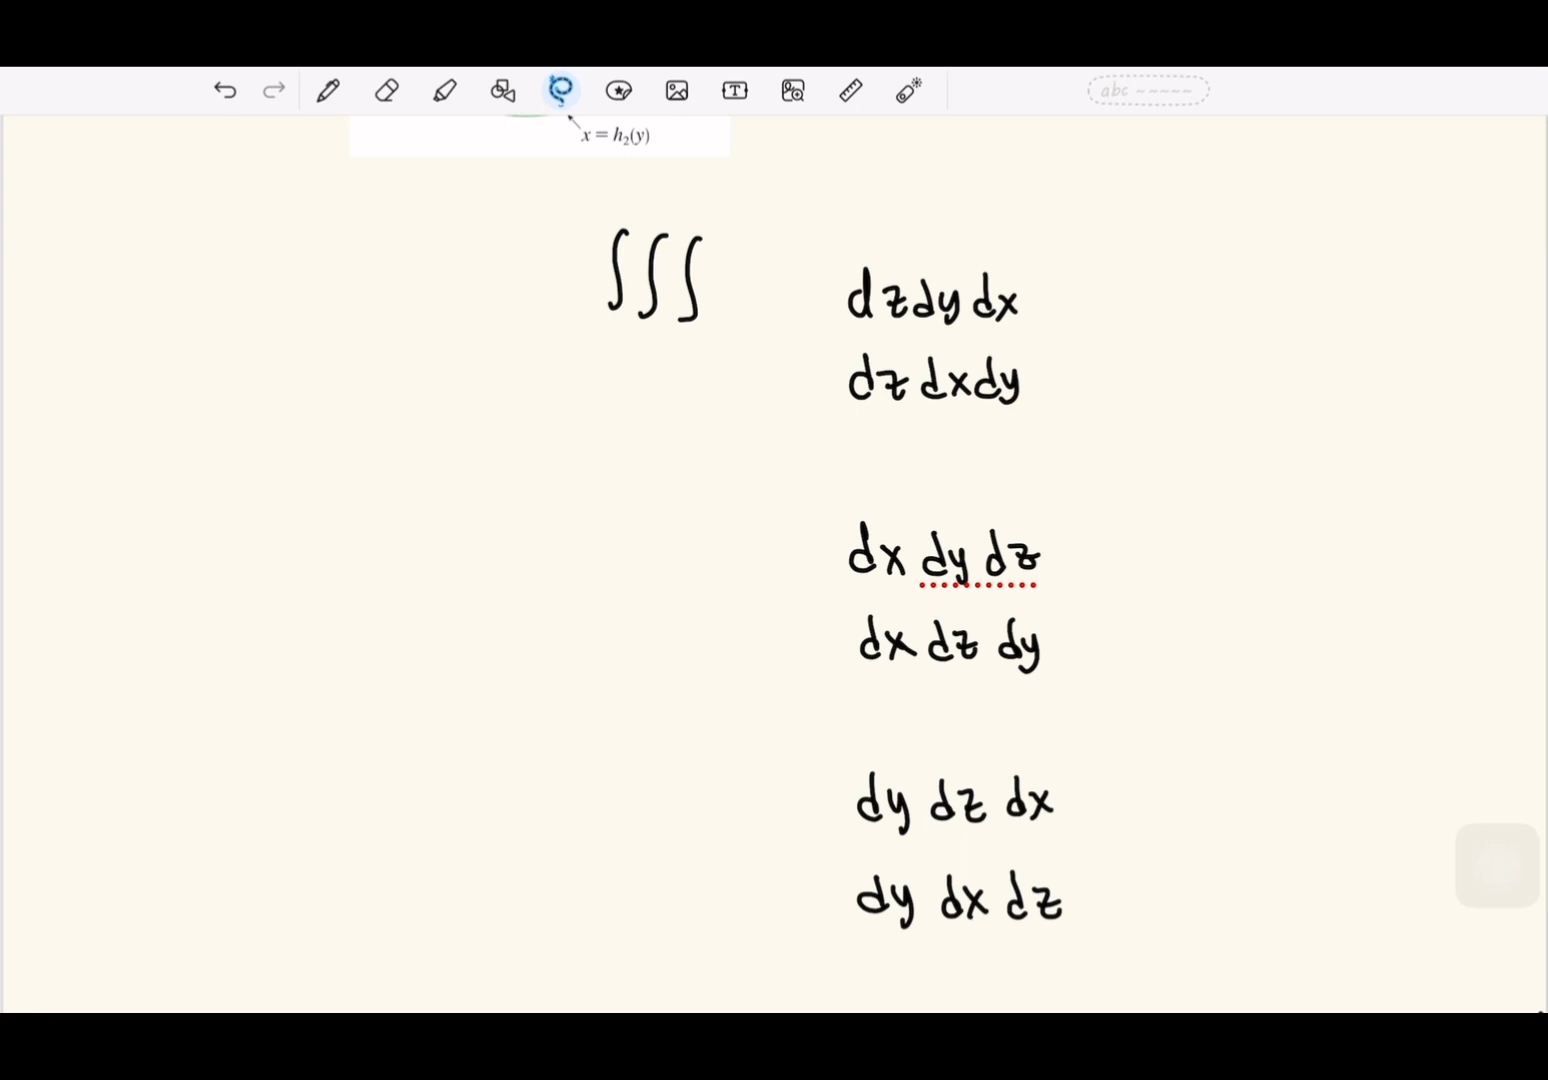 abc ~~~~~
x = h₂(y)
∫∫∫ dz dy dx
dz dx dy
dx dy dz
dx dz dy
dy dz dx
dy dx dz